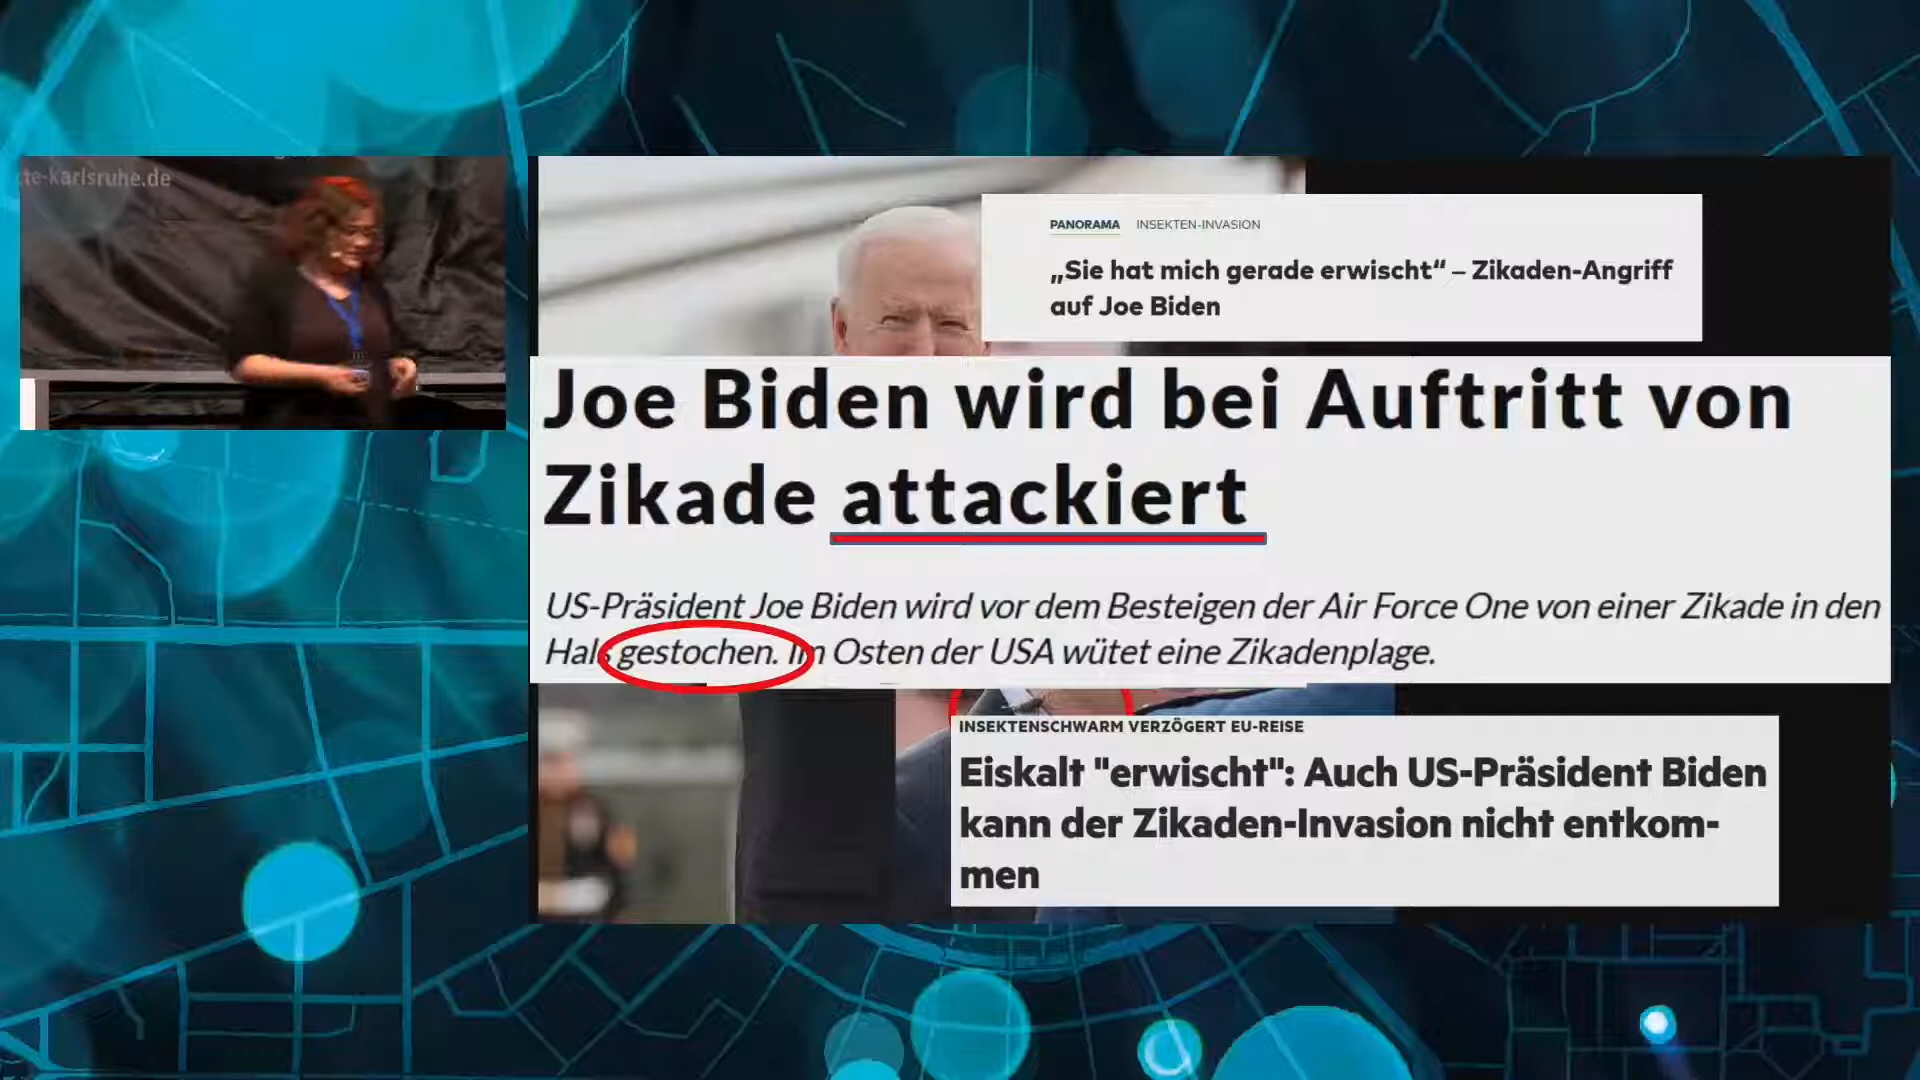 te-karlsruhe.de
PANORAMA INSEKTEN-INVASION
„Sie hat mich gerade erwischt“ – Zikaden-Angriff
auf Joe Biden
Joe Biden wird bei Auftritt von
Zikade attackiert
US-Präsident Joe Biden wird vor dem Besteigen der Air Force One von einer Zikade in den
Hals gestochen. Im Osten der USA wütet eine Zikadenplage.
INSEKTENSCHWARM VERZÖGERT EU-REISE
Eiskalt "erwischt": Auch US-Präsident Biden
kann der Zikaden-Invasion nicht entkom-
men